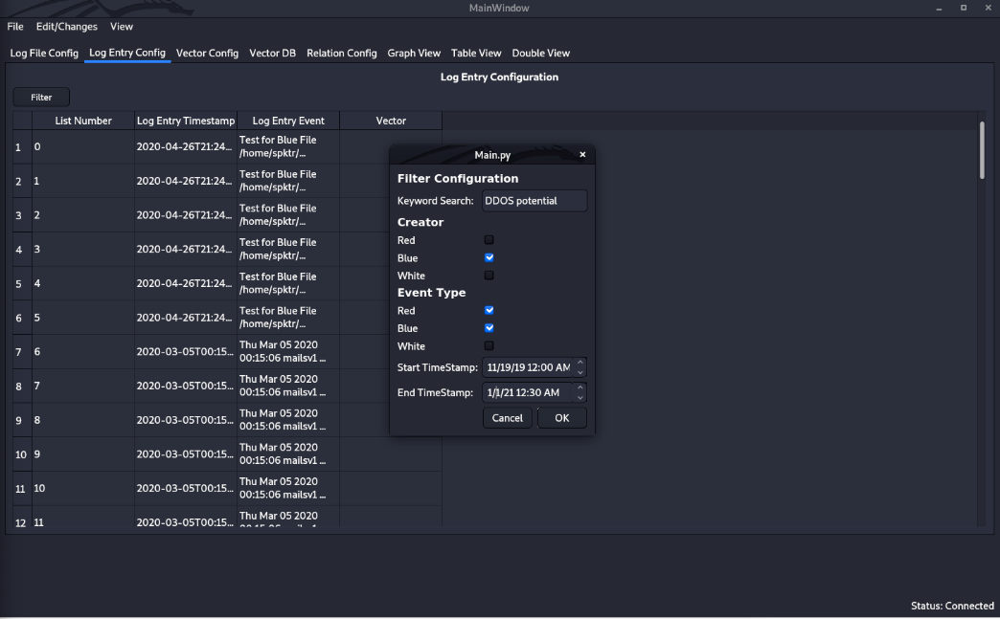 MainWindow
File Edit/Changes View
Log File Config Log Entry Config Vector Config Vector DB Relation Config Graph View Table View Double View
Log Entry Configuration
Filter
List Number Log Entry Timestamp Log Entry Event Vector
1 0 2020-04-26T21:24... Test for Blue File
/home/spktr/...
2 1 2020-04-26T21:24... Test for Blue File
/home/spktr/...
3 2 2020-04-26T21:24... Test for Blue File
/home/spktr/...
4 3 2020-04-26T21:24... Test for Blue File
/home/spktr/...
5 4 2020-04-26T21:24... Test for Blue File
/home/spktr/...
6 5 2020-04-26T21:24... Test for Blue File
/home/spktr/...
7 6 2020-03-05T00:15... Thu Mar 05 2020
00:15:06 mailsv1 ...
8 7 2020-03-05T00:15... Thu Mar 05 2020
00:15:06 mailsv1 ...
9 8 2020-03-05T00:15... Thu Mar 05 2020
00:15:06 mailsv1 ...
10 9 2020-03-05T00:15... Thu Mar 05 2020
00:15:06 mailsv1 ...
11 10 2020-03-05T00:15... Thu Mar 05 2020
00:15:06 mailsv1 ...
12 11 2020-03-05T00:15... Thu Mar 05 2020
Main.py
Filter Configuration
Keyword Search: DDOS potential
Creator
Red
Blue
White
Event Type
Red
Blue
White
Start TimeStamp: 11/19/19 12:00 AM
End TimeStamp: 1/1/21 12:30 AM
Cancel OK
Status: Connected